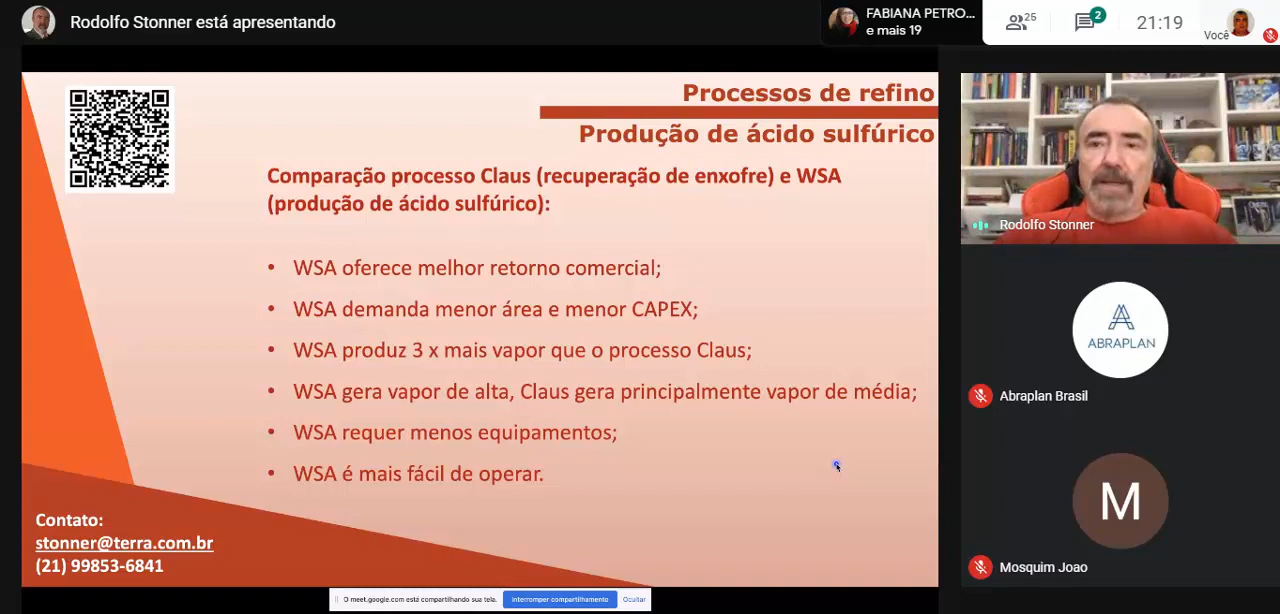 Rodolfo Stonner está apresentando
FABIANA PETRO...
e mais 19
25
2
21:19
Você
Processos de refino
Produção de ácido sulfúrico
Comparação processo Claus (recuperação de enxofre) e WSA
(produção de ácido sulfúrico):
• WSA oferece melhor retorno comercial;
• WSA demanda menor área e menor CAPEX;
• WSA produz 3 x mais vapor que o processo Claus;
• WSA gera vapor de alta, Claus gera principalmente vapor de média;
• WSA requer menos equipamentos;
• WSA é mais fácil de operar.
Contato:
stonner@terra.com.br
(21) 99853-6841
O meet.google.com está compartilhando sua tela.
Interromper compartilhamento
Ocultar
Rodolfo Stonner
ABRAPLAN
Abraplan Brasil
M
Mosquim Joao